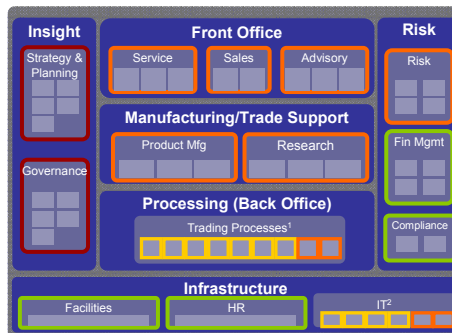 Insight
Strategy &
Planning
Governance
Front Office
Service
Sales
Advisory
Manufacturing/Trade Support
Product Mfg
Research
Processing (Back Office)
Trading Processes¹
Risk
Risk
Fin Mgmt
Compliance
Infrastructure
Facilities
HR
IT²